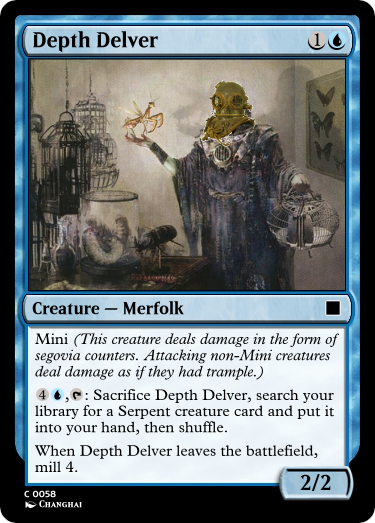 Depth Delver 1
Creature — Merfolk
Mini (This creature deals damage in the form of
segovia counters. Attacking non-Mini creatures
deal damage as if they had trample.)
4 , : Sacrifice Depth Delver, search your
library for a Serpent creature card and put it
into your hand, then shuffle.
When Depth Delver leaves the battlefield,
mill 4.
2/2
C 0058
Changhai